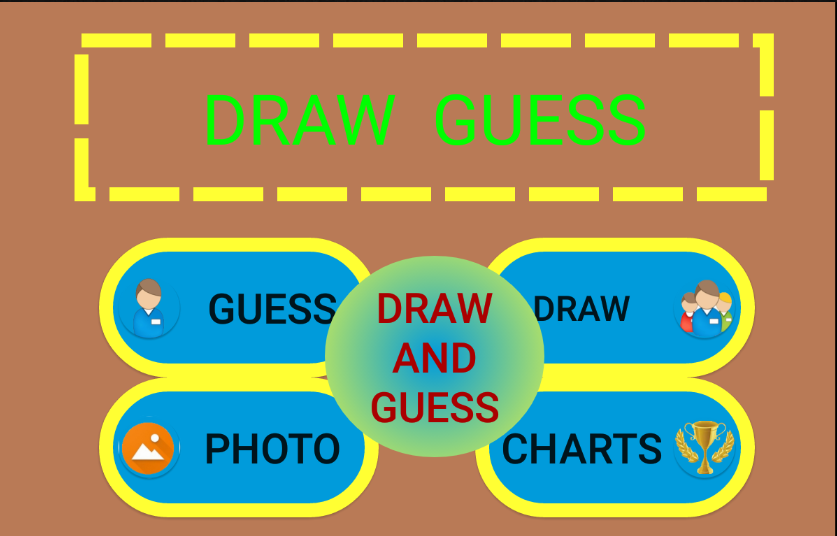 DRAW GUESS
GUESS
DRAW
AND
GUESS
DRAW
PHOTO
CHARTS